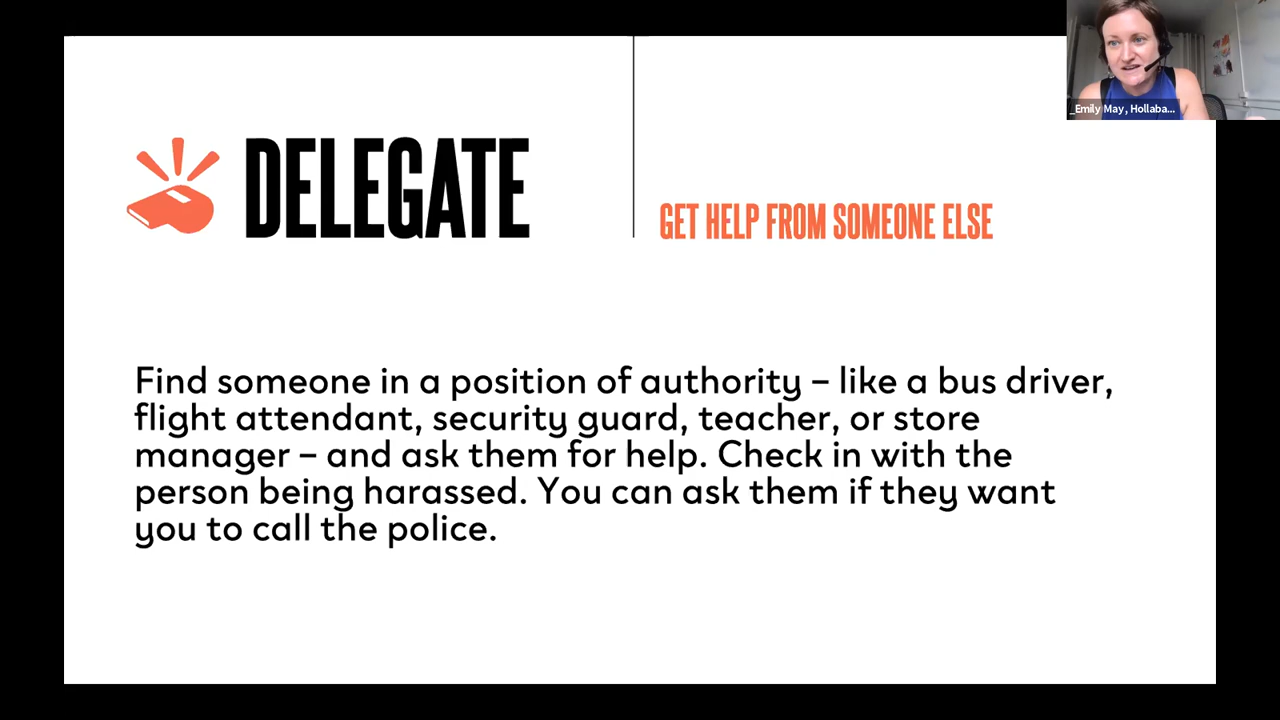 _Emily May, Hollaba...
DELEGATE
GET HELP FROM SOMEONE ELSE
Find someone in a position of authority – like a bus driver,
flight attendant, security guard, teacher, or store
manager – and ask them for help. Check in with the
person being harassed. You can ask them if they want
you to call the police.